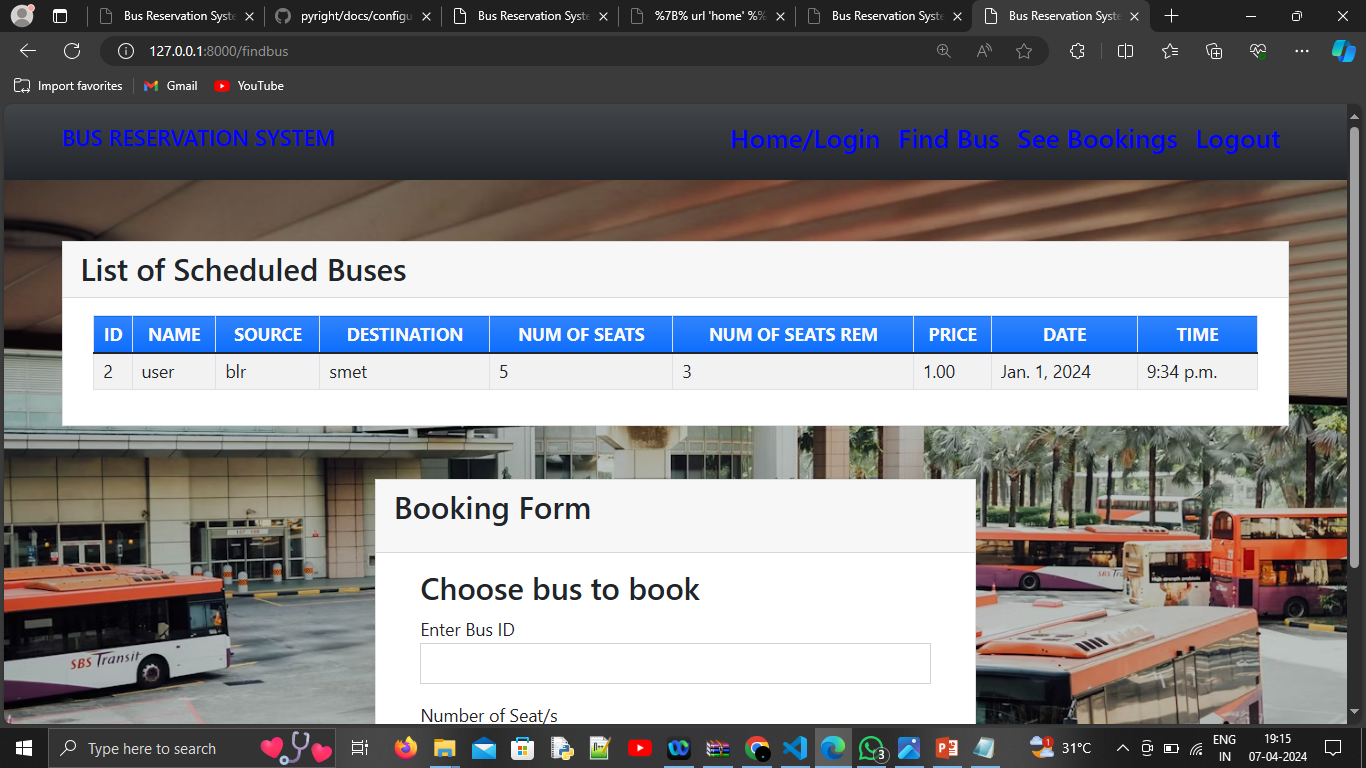 Bus Reservation Syste
pyright/docs/configu
Bus Reservation Syste
%7B% url 'home' %%
Bus Reservation Syste
Bus Reservation Syste
127.0.0.1:8000/findbus
Import favorites
Gmail
YouTube
BUS RESERVATION SYSTEM
Home/Login Find Bus See Bookings Logout
List of Scheduled Buses
ID NAME SOURCE DESTINATION NUM OF SEATS NUM OF SEATS REM PRICE DATE TIME
2 user blr smet 5 3 1.00 Jan. 1, 2024 9:34 p.m.
Booking Form
Choose bus to book
Enter Bus ID
Number of Seat/s
SBS Transit
Type here to search
3
1
31°C
ENG
IN
19:15
07-04-2024